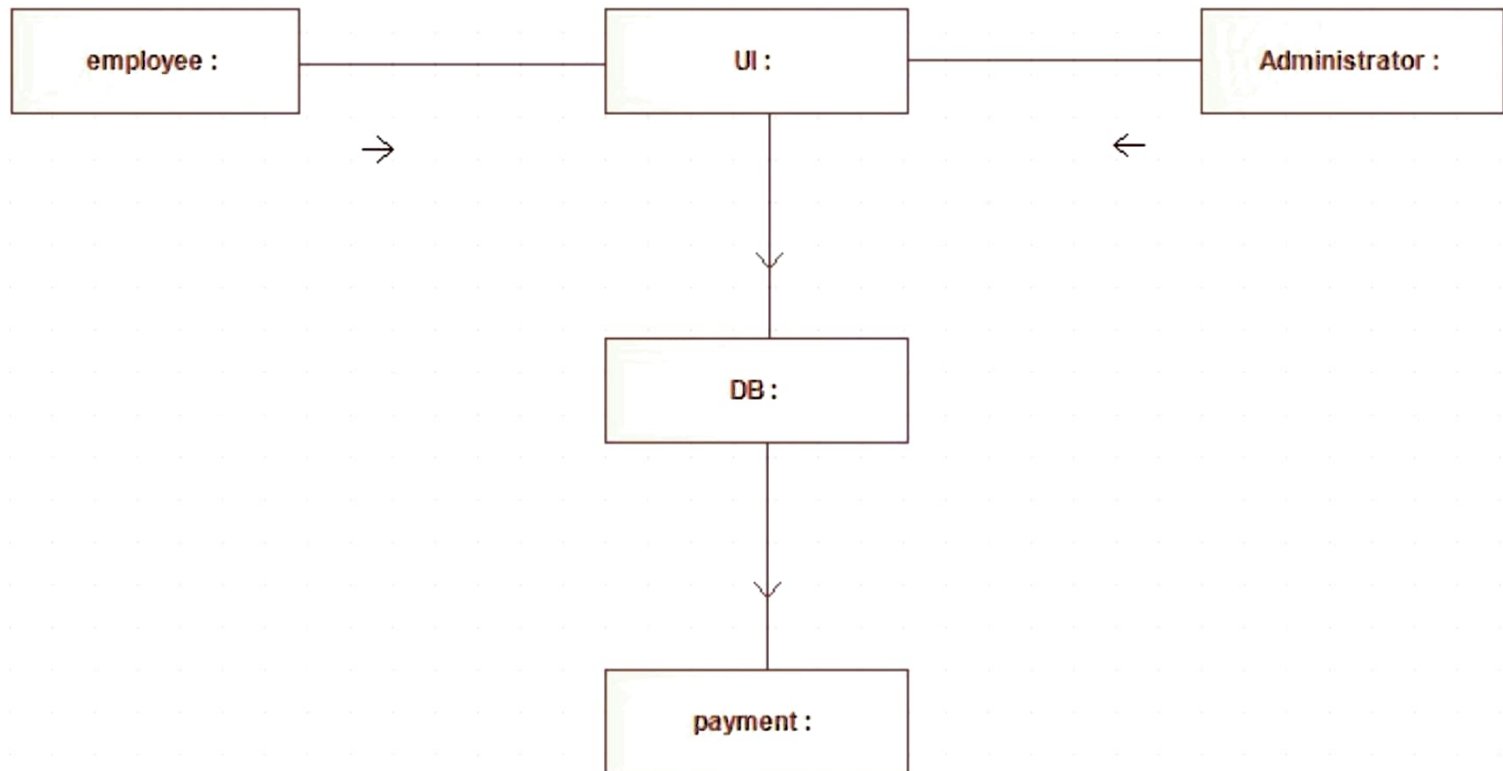 employee :
UI :
Administrator :
DB :
payment :